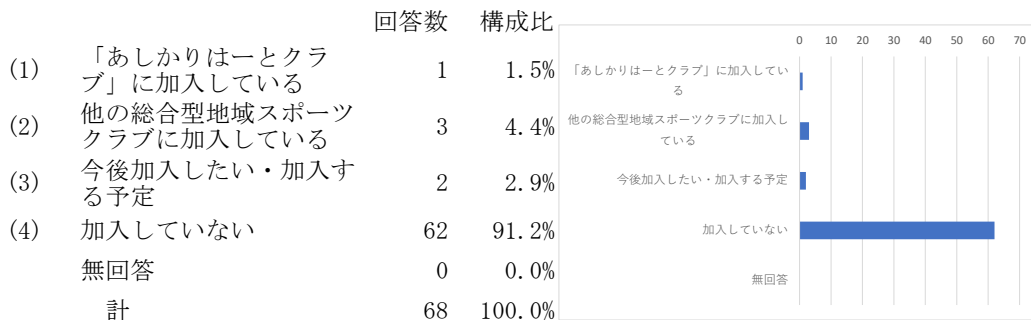 回答数 構成比
(1) 「あしかりはーとクラ
ブ」に加入している 1 1.5%
(2) 他の総合型地域スポーツ
クラブに加入している 3 4.4%
(3) 今後加入したい・加入す
る予定 2 2.9%
(4) 加入していない 62 91.2%
無回答 0 0.0%
計 68 100.0%
0 10 20 30 40 50 60 70
「あしかりはーとクラブ」に加入してい
る
他の総合型地域スポーツクラブに加入し
ている
今後加入したい・加入する予定
加入していない
無回答